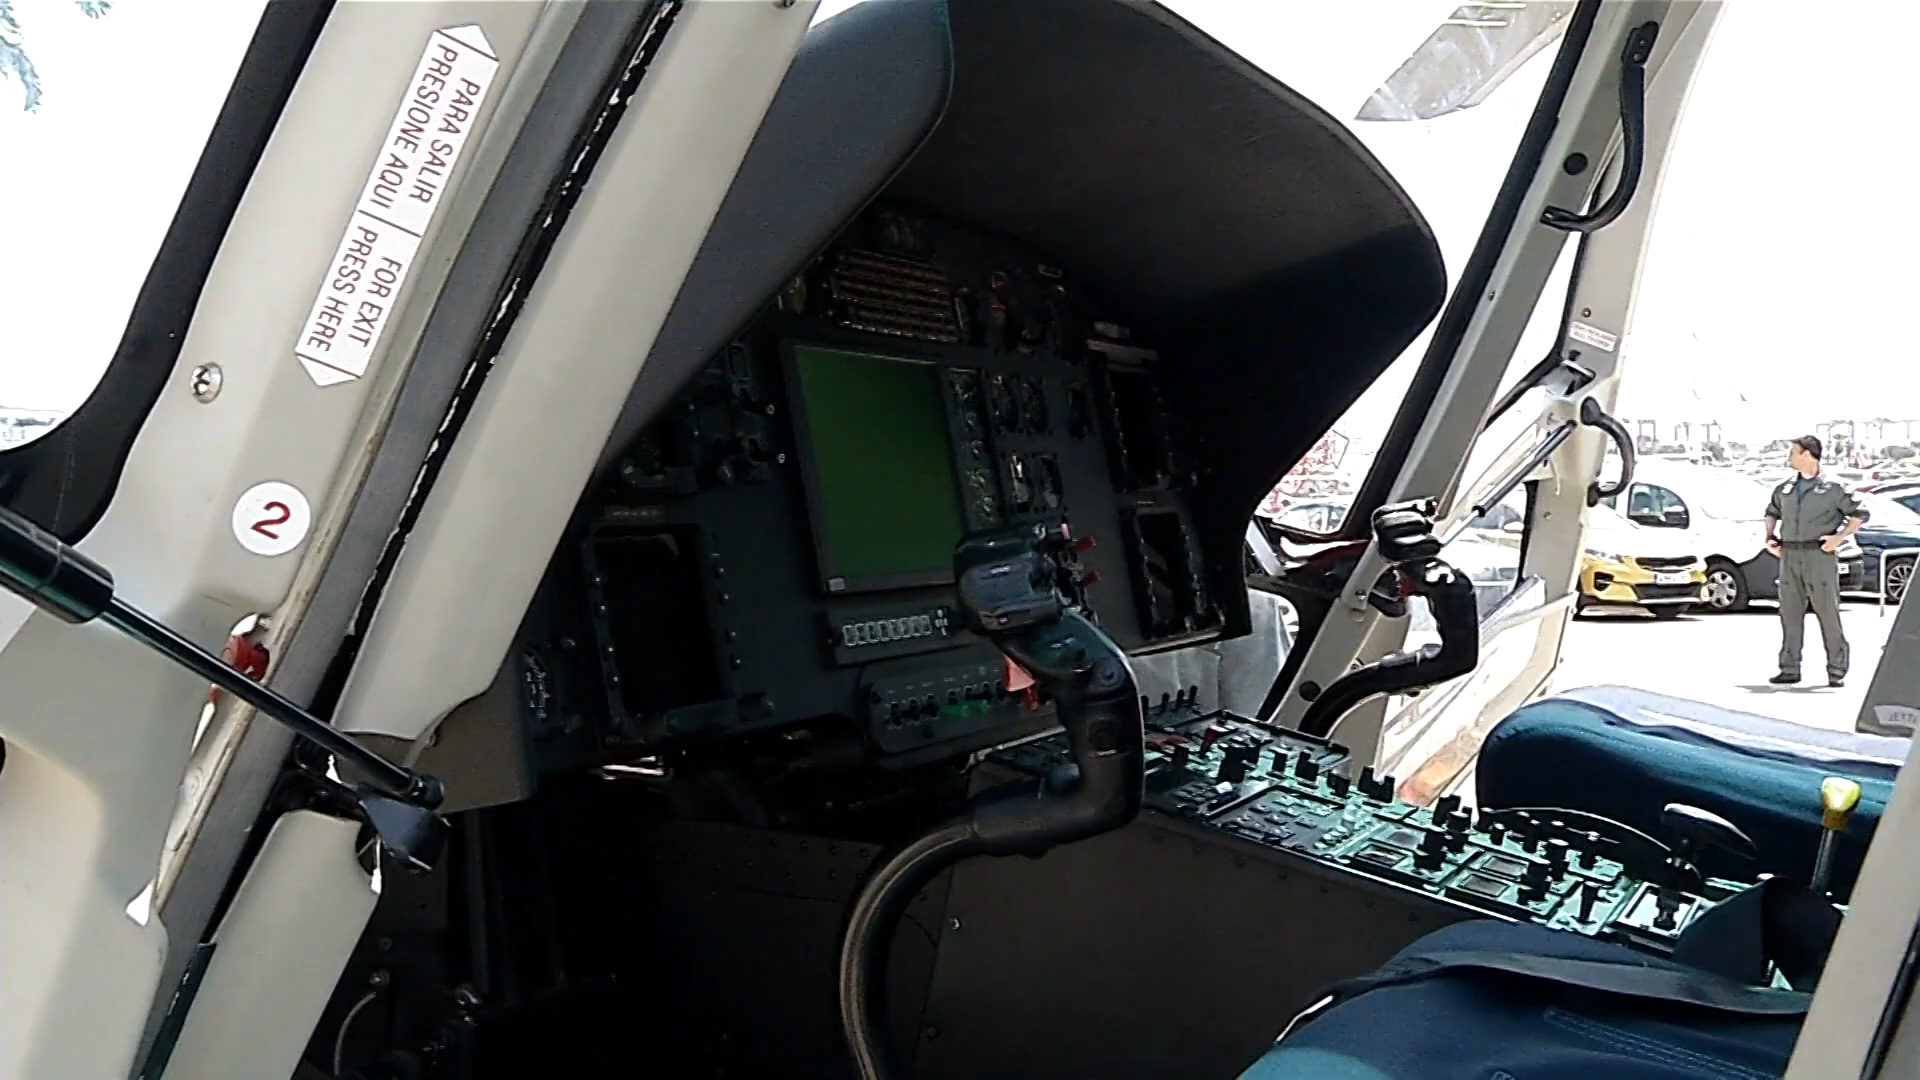 PARA SALIR
PRESIONE AQUI
FOR EXIT
PRESS HERE
2